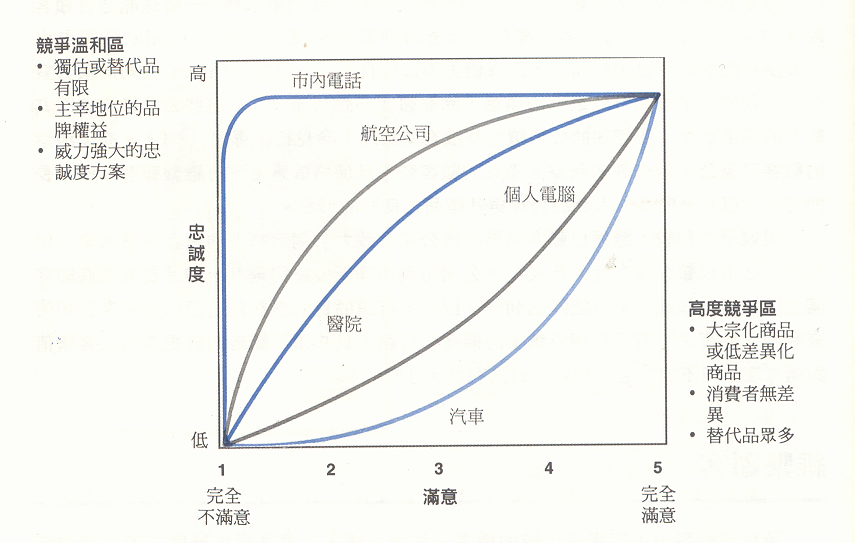 競爭溫和區
• 獨估或替代品
有限
• 主宰地位的品
牌權益
• 威力強大的忠
誠度方案
高
忠誠度
低
市內電話
航空公司
個人電腦
醫院
汽車
高度競爭區
• 大宗化商品
或低差異化
商品
• 消費者無差
異
• 替代品眾多
1 2 3 4 5
完全
不滿意
滿意
完全
滿意